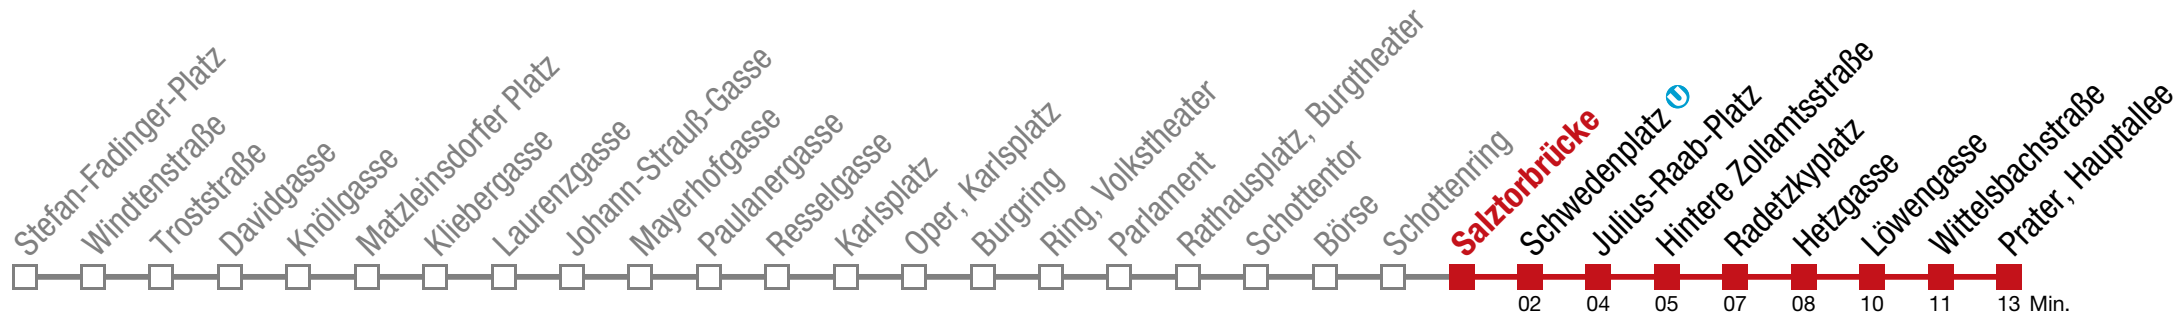 Stefan-Fadinger-Platz
Windtenstraße
Troststraße
Davidgasse
Knöllgasse
Matzleinsdorfer Platz
Kliebergasse
Laurenzgasse
Johann-Strauß-Gasse
Mayerhofgasse
Paulanergasse
Resselgasse
Karlsplatz
Oper, Karlsplatz
Burgring
Ring, Volkstheater
Parlament
Rathausplatz, Burgtheater
Schottentor
Börse
Schottenring
Salztorbrücke
Schwedenplatz U
Julius-Raab-Platz
Hintere Zollamtsstraße
Radetzkyplatz
Hetzgasse
Löwengasse
Wittelsbachstraße
Prater, Hauptallee
02 04 05 07 08 10 11 13 Min.